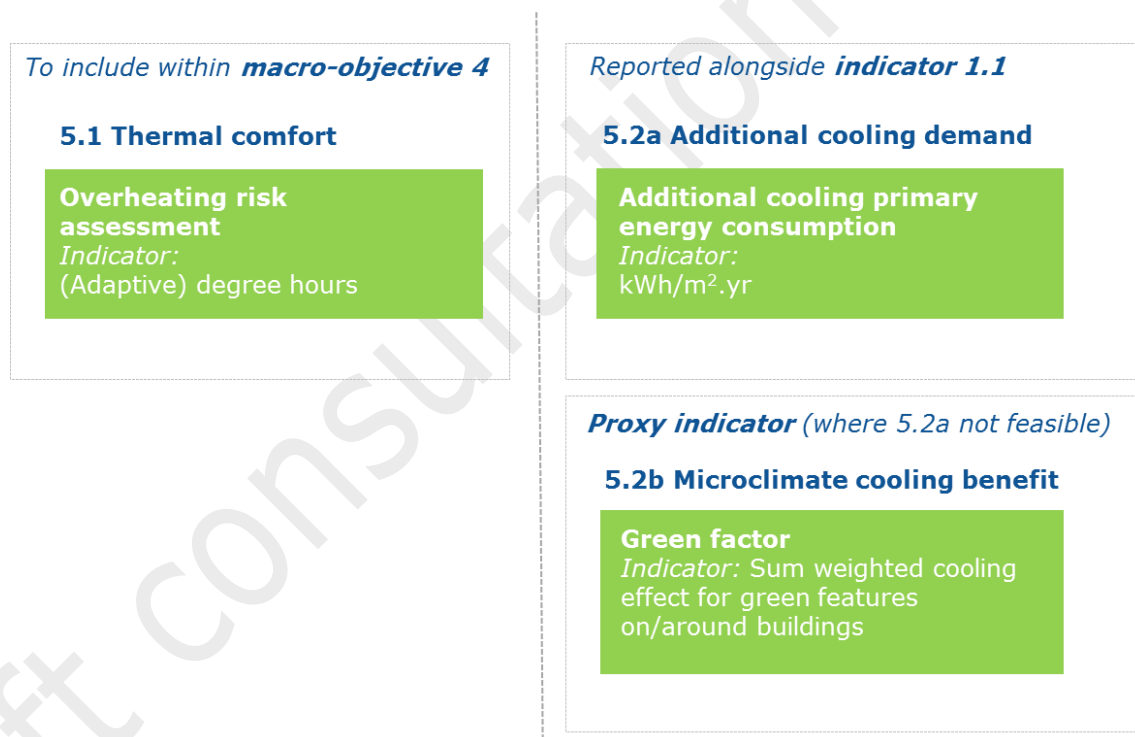 To include within macro-objective 4
5.1 Thermal comfort
Overheating risk
assessment
Indicator:
(Adaptive) degree hours
Reported alongside indicator 1.1
5.2a Additional cooling demand
Additional cooling primary
energy consumption
Indicator:
kWh/m².yr
Proxy indicator (where 5.2a not feasible)
5.2b Microclimate cooling benefit
Green factor
Indicator: Sum weighted cooling
effect for green features
on/around buildings
ft consultation